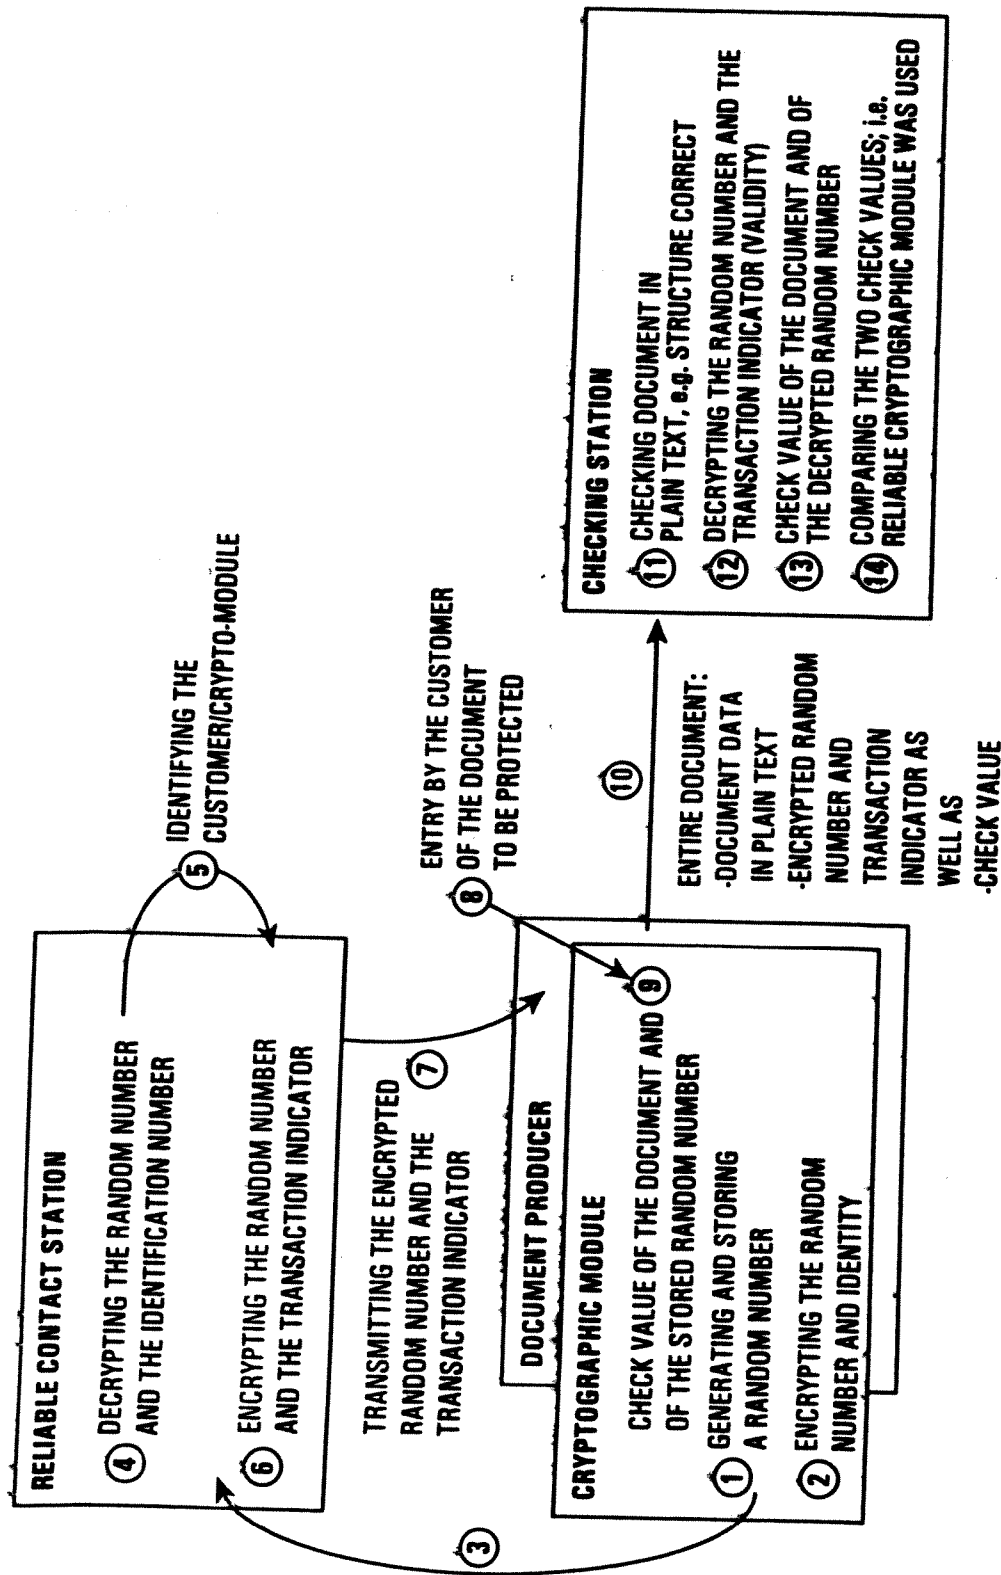 RELIABLE CONTACT STATION
4 DECRYPTING THE RANDOM NUMBER
AND THE IDENTIFICATION NUMBER
6 ENCRYPTING THE RANDOM NUMBER
AND THE TRANSACTION INDICATOR
5
IDENTIFYING THE
CUSTOMER/CRYPTO-MODULE
3
TRANSMITTING THE ENCRYPTED
RANDOM NUMBER AND THE 7
TRANSACTION INDICATOR
ENTRY BY THE CUSTOMER
8 OF THE DOCUMENT
TO BE PROTECTED
DOCUMENT PRODUCER
CRYPTOGRAPHIC MODULE
CHECK VALUE OF THE DOCUMENT AND 9
OF THE STORED RANDOM NUMBER
1 GENERATING AND STORING
A RANDOM NUMBER
2 ENCRYPTING THE RANDOM
NUMBER AND IDENTITY
10
ENTIRE DOCUMENT:
-DOCUMENT DATA
IN PLAIN TEXT
-ENCRYPTED RANDOM
NUMBER AND
TRANSACTION
INDICATOR AS
WELL AS
-CHECK VALUE
CHECKING STATION
11 CHECKING DOCUMENT IN
PLAIN TEXT, e.g. STRUCTURE CORRECT
12 DECRYPTING THE RANDOM NUMBER AND THE
TRANSACTION INDICATOR (VALIDITY)
13 CHECK VALUE OF THE DOCUMENT AND OF
THE DECRYPTED RANDOM NUMBER
14 COMPARING THE TWO CHECK VALUES; i.e.
RELIABLE CRYPTOGRAPHIC MODULE WAS USED